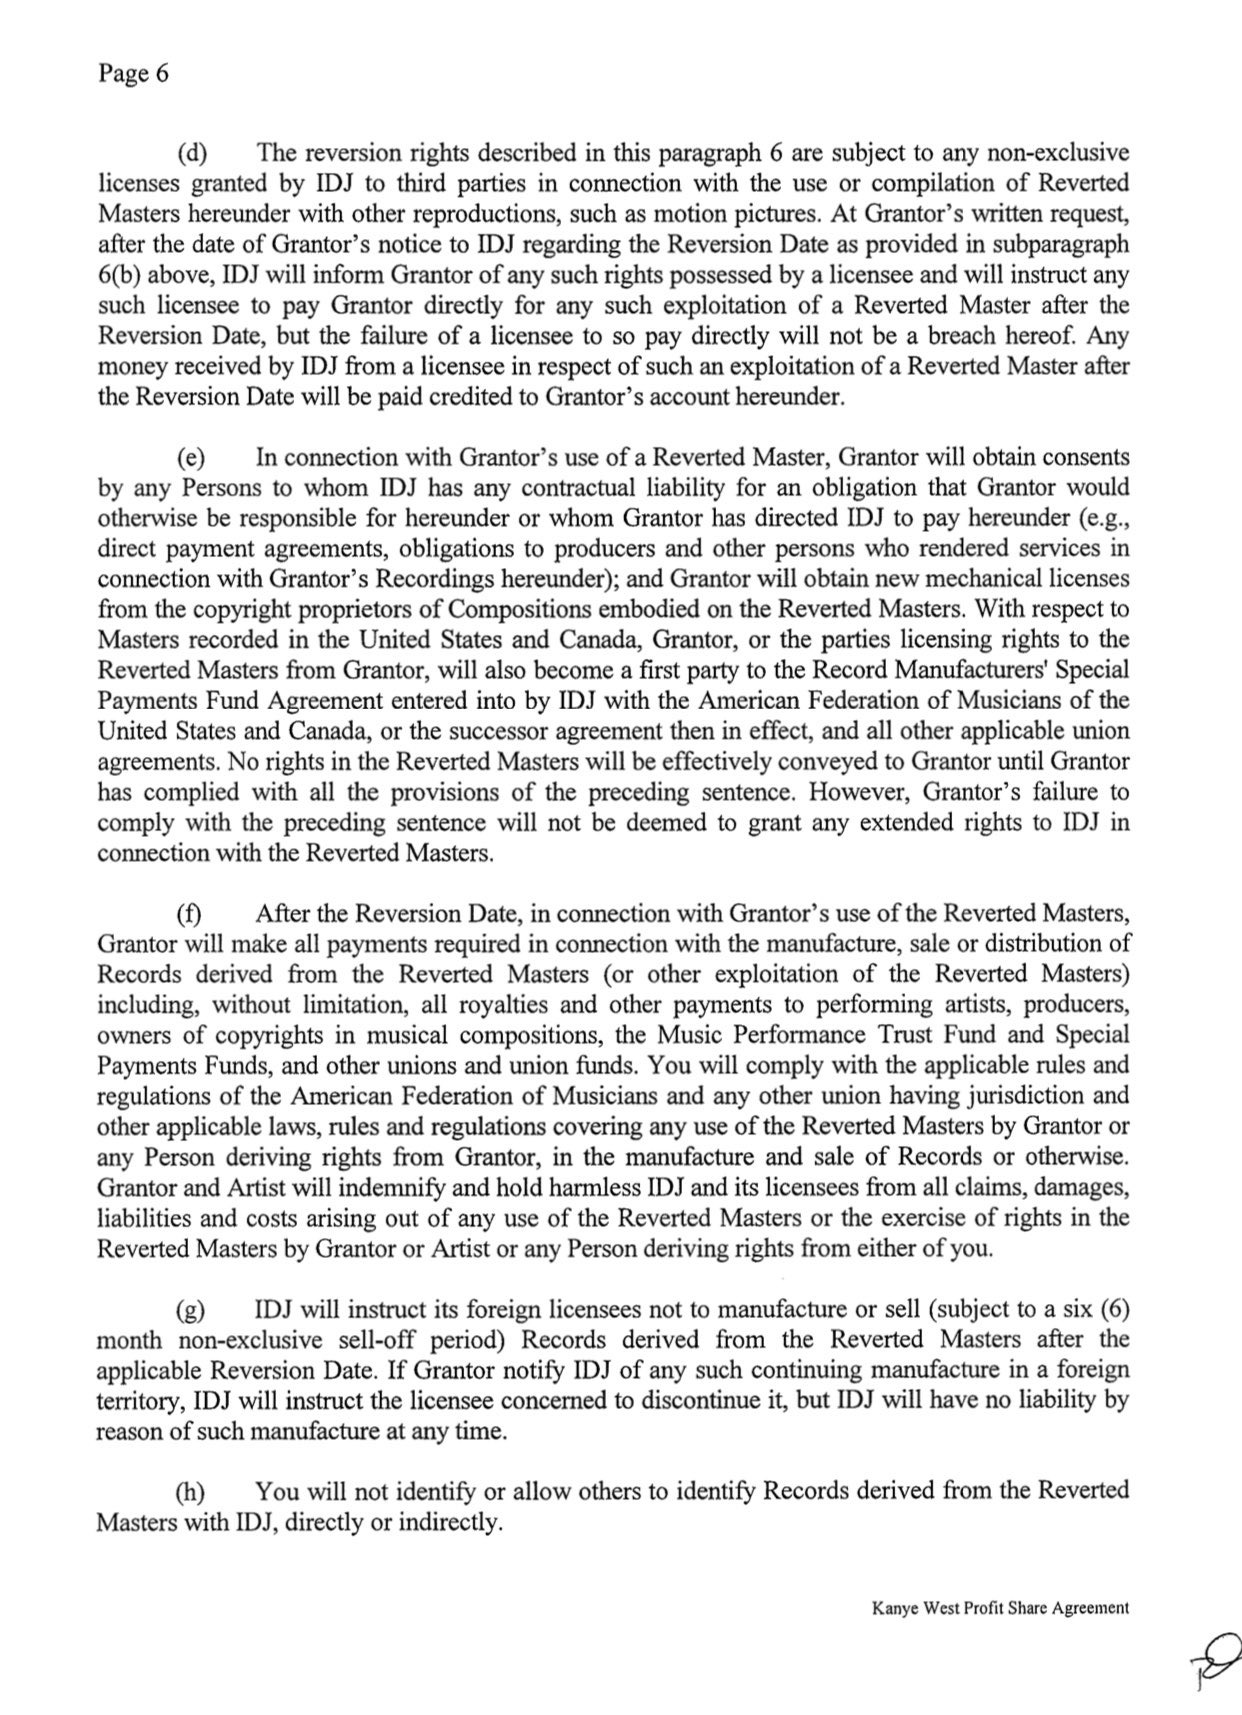 Page 6
(d) The reversion rights described in this paragraph 6 are subject to any non-exclusive
licenses granted by IDJ to third parties in connection with the use or compilation of Reverted
Masters hereunder with other reproductions, such as motion pictures. At Grantor's written request,
after the date of Grantor's notice to IDJ regarding the Reversion Date as provided in subparagraph
6(b) above, IDJ will inform Grantor of any such rights possessed by a licensee and will instruct any
such licensee to pay Grantor directly for any such exploitation of a Reverted Master after the
Reversion Date, but the failure of a licensee to so pay directly will not be a breach hereof. Any
money received by IDJ from a licensee in respect of such an exploitation of a Reverted Master after
the Reversion Date will be paid credited to Grantor's account hereunder.
(e) In connection with Grantor's use of a Reverted Master, Grantor will obtain consents
by any Persons to whom IDJ has any contractual liability for an obligation that Grantor would
otherwise be responsible for hereunder or whom Grantor has directed IDJ to pay hereunder (e.g.,
direct payment agreements, obligations to producers and other persons who rendered services in
connection with Grantor's Recordings hereunder); and Grantor will obtain new mechanical licenses
from the copyright proprietors of Compositions embodied on the Reverted Masters. With respect to
Masters recorded in the United States and Canada, Grantor, or the parties licensing rights to the
Reverted Masters from Grantor, will also become a first party to the Record Manufacturers' Special
Payments Fund Agreement entered into by IDJ with the American Federation of Musicians of the
United States and Canada, or the successor agreement then in effect, and all other applicable union
agreements. No rights in the Reverted Masters will be effectively conveyed to Grantor until Grantor
has complied with all the provisions of the preceding sentence. However, Grantor's failure to
comply with the preceding sentence will not be deemed to grant any extended rights to IDJ in
connection with the Reverted Masters.
(f) After the Reversion Date, in connection with Grantor's use of the Reverted Masters,
Grantor will make all payments required in connection with the manufacture, sale or distribution of
Records derived from the Reverted Masters (or other exploitation of the Reverted Masters)
including, without limitation, all royalties and other payments to performing artists, producers,
owners of copyrights in musical compositions, the Music Performance Trust Fund and Special
Payments Funds, and other unions and union funds. You will comply with the applicable rules and
regulations of the American Federation of Musicians and any other union having jurisdiction and
other applicable laws, rules and regulations covering any use of the Reverted Masters by Grantor or
any Person deriving rights from Grantor, in the manufacture and sale of Records or otherwise.
Grantor and Artist will indemnify and hold harmless IDJ and its licensees from all claims, damages,
liabilities and costs arising out of any use of the Reverted Masters or the exercise of rights in the
Reverted Masters by Grantor or Artist or any Person deriving rights from either of you.
(g) IDJ will instruct its foreign licensees not to manufacture or sell (subject to a six (6)
month non-exclusive sell-off period) Records derived from the Reverted Masters after the
applicable Reversion Date. If Grantor notify IDJ of any such continuing manufacture in a foreign
territory, IDJ will instruct the licensee concerned to discontinue it, but IDJ will have no liability by
reason of such manufacture at any time.
(h) You will not identify or allow others to identify Records derived from the Reverted
Masters with IDJ, directly or indirectly.
Kanye West Profit Share Agreement